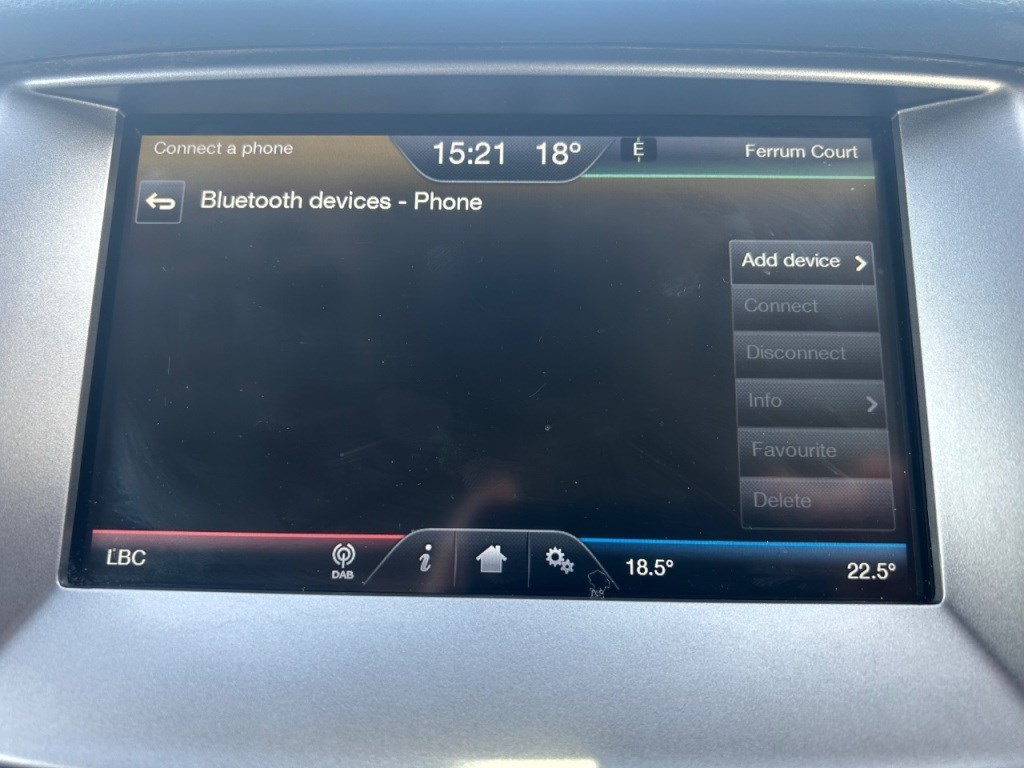 Connect a phone
15:21 18°
E
Ferrum Court
Bluetooth devices - Phone
Add device
Connect
Disconnect
Info
Favourite
Delete
LBC
DAB
i
18.5°
22.5°